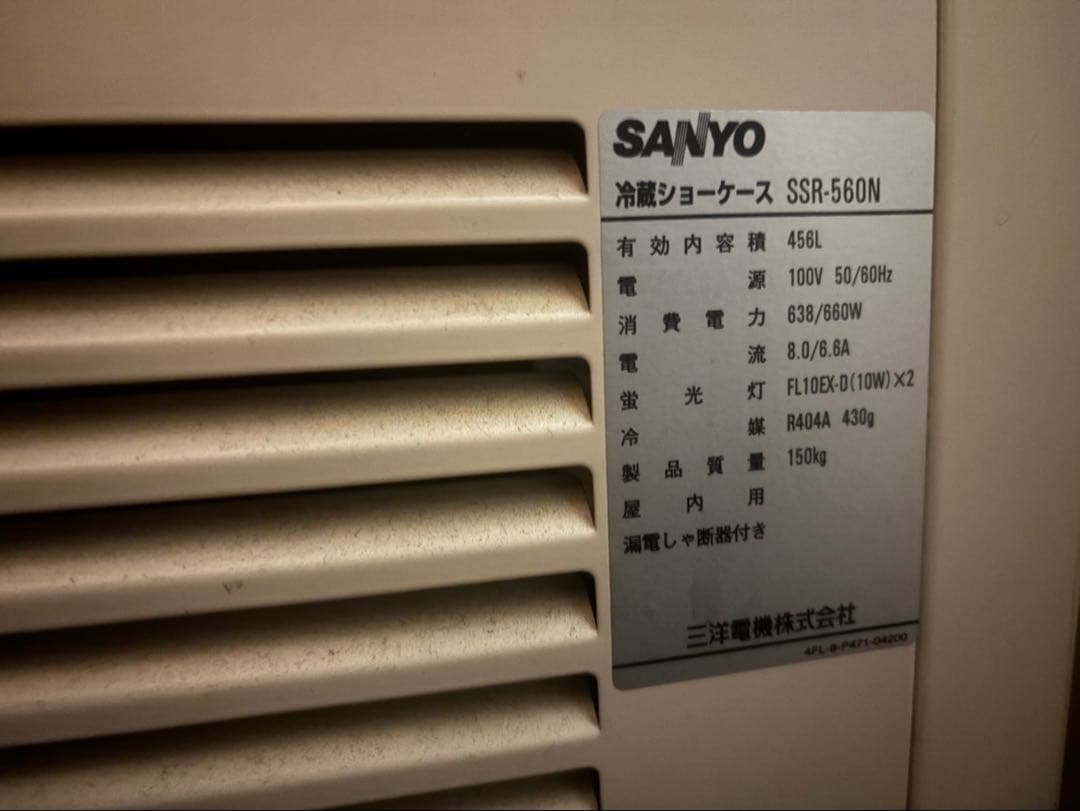 SANYO
冷蔵ショーケース SSR-560N
有効内容積 456L
電源 100V 50/60Hz
消費電力 638/660W
電流 8.0/6.6A
蛍光灯 FL10EX-D(10W)×2
冷媒 R404A 430g
製品質量 150kg
屋内用
漏電しゃ断器付き
三洋電機株式会社
4FL-8-P471-04200